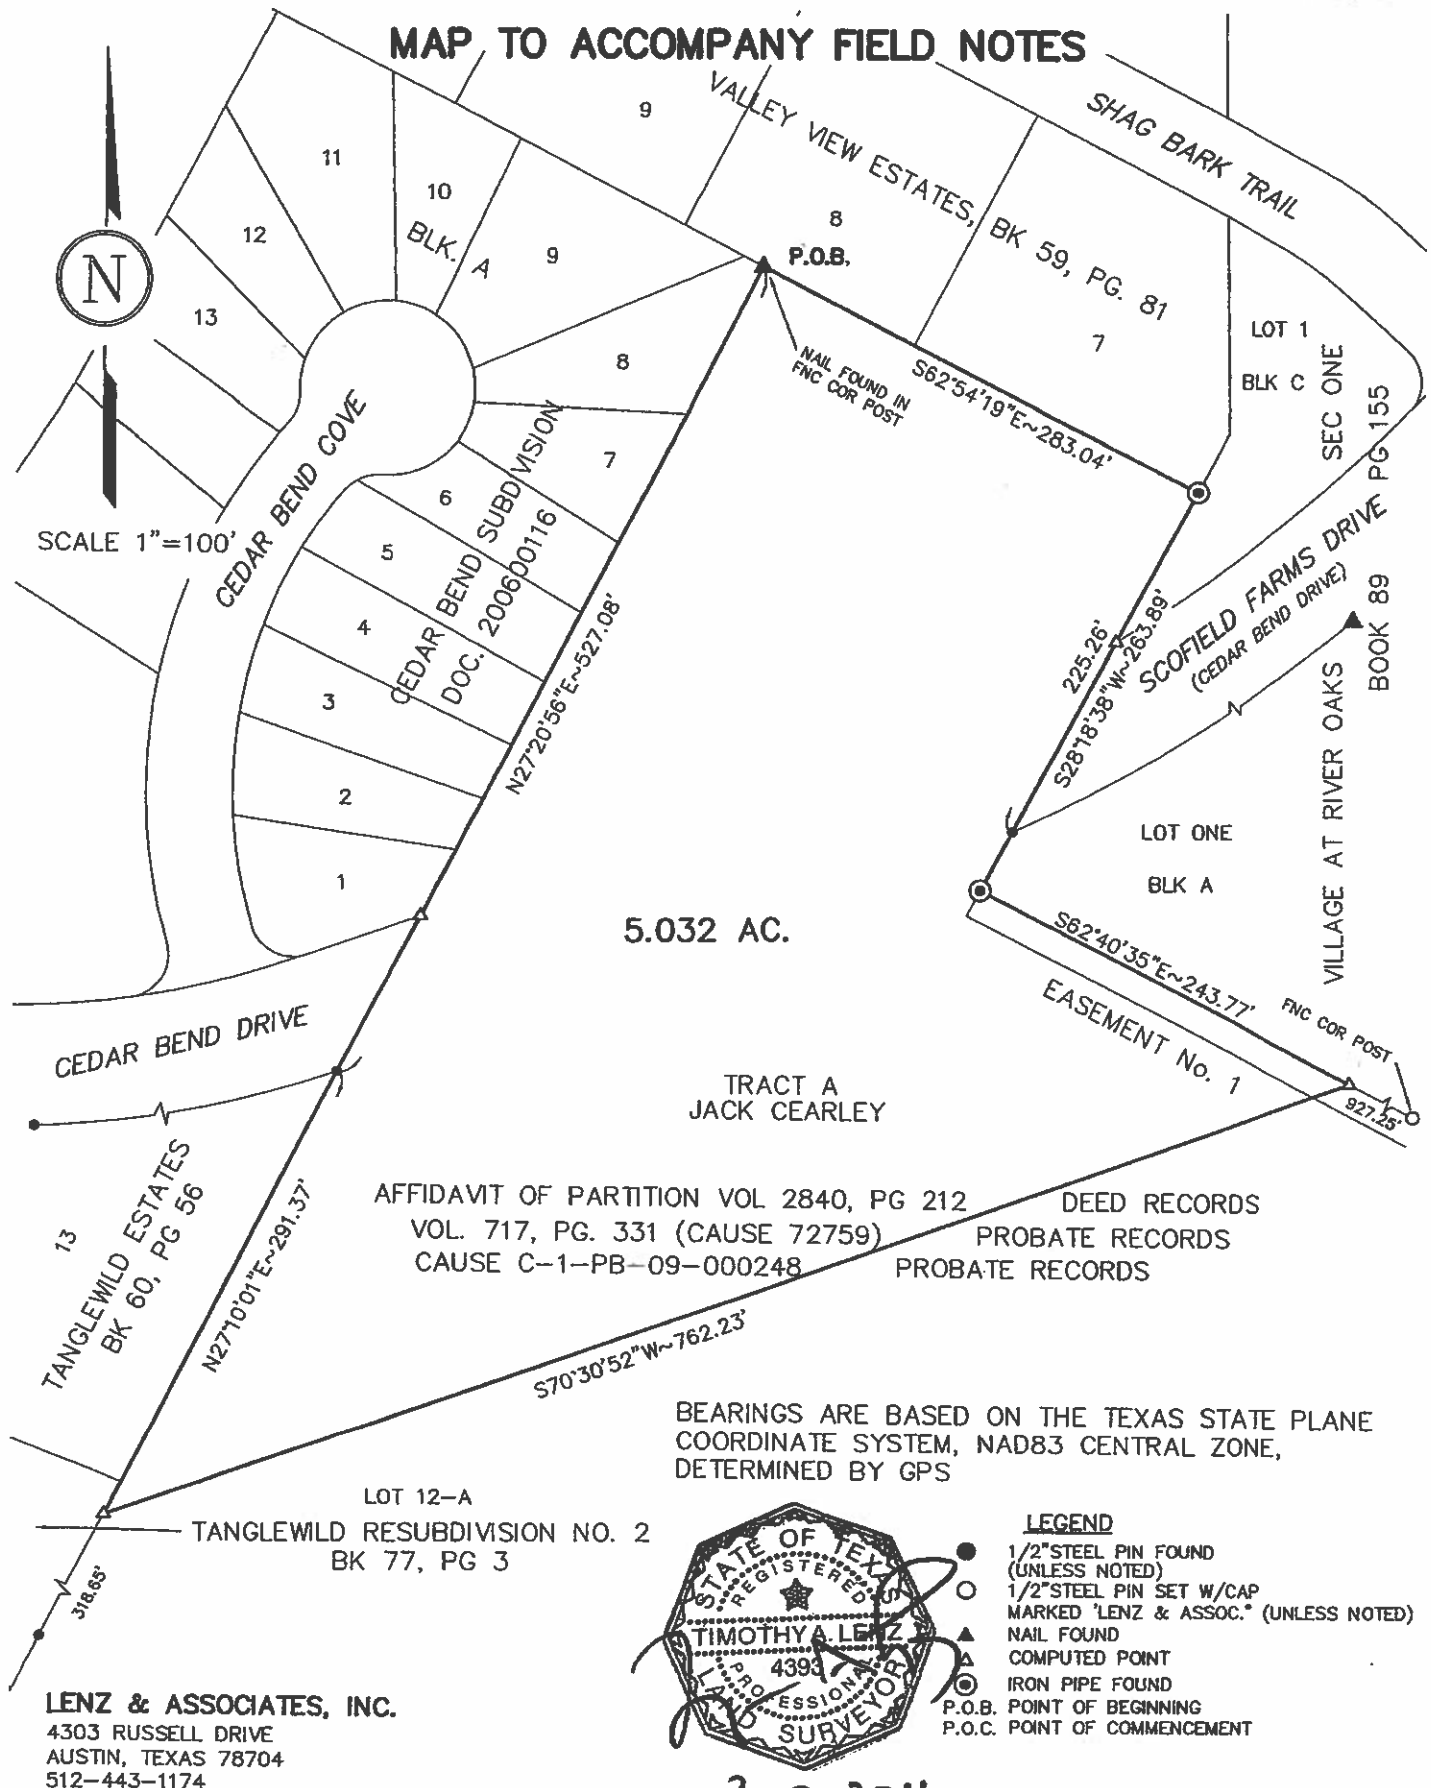 MAP TO ACCOMPANY FIELD NOTES
SHAG BARK TRAIL
VALLEY VIEW ESTATES, BK 59, PG. 81
9
8
7
11
10
BLK. A
9
12
13
N
P.O.B.
NAIL FOUND IN
FNC COR POST
S62°54'19"E~283.04'
LOT 1
BLK C
SEC ONE
PG 155
8
7
6
5
4
3
2
1
CEDAR BEND COVE
SCALE 1"=100'
CEDAR BEND SUBDIVISION
DOC. 200600116
N27°20'56"E~527.08'
225.26'
S28°18'38"W~263.89'
SCOFIELD FARMS DRIVE
(CEDAR BEND DRIVE)
BOOK 89
VILLAGE AT RIVER OAKS
LOT ONE
BLK A
5.032 AC.
S62°40'35"E~243.77'
EASEMENT No. 1
FNC COR POST
927.25'
CEDAR BEND DRIVE
TRACT A
JACK CEARLEY
AFFIDAVIT OF PARTITION VOL 2840, PG 212 DEED RECORDS
VOL. 717, PG. 331 (CAUSE 72759) PROBATE RECORDS
CAUSE C-1-PB-09-000248 PROBATE RECORDS
13
TANGLEWILD ESTATES
BK 60, PG 56
N27°10'01"E~291.37'
S70°30'52"W~762.23'
BEARINGS ARE BASED ON THE TEXAS STATE PLANE
COORDINATE SYSTEM, NAD83 CENTRAL ZONE,
DETERMINED BY GPS
LOT 12-A
TANGLEWILD RESUBDIVISION NO. 2
BK 77, PG 3
318.65'
STATE OF TEXAS
REGISTERED
TIMOTHY A. LENZ
4393
PROFESSIONAL
LAND SURVEYOR
LEGEND
1/2"STEEL PIN FOUND
(UNLESS NOTED)
1/2"STEEL PIN SET W/CAP
MARKED 'LENZ & ASSOC." (UNLESS NOTED)
NAIL FOUND
COMPUTED POINT
IRON PIPE FOUND
P.O.B. POINT OF BEGINNING
P.O.C. POINT OF COMMENCEMENT
LENZ & ASSOCIATES, INC.
4303 RUSSELL DRIVE
AUSTIN, TEXAS 78704
512-443-1174